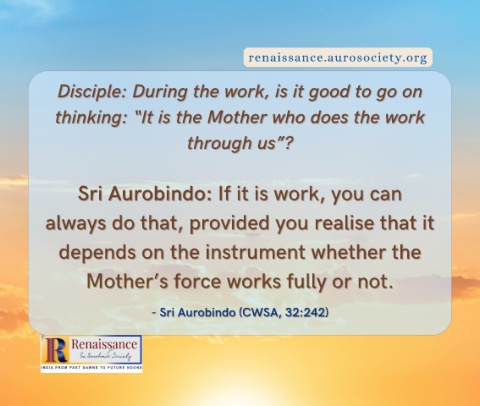 renaissance.aurosociety.org
Disciple: During the work, is it good to go on
thinking: “It is the Mother who does the work
through us”?
Sri Aurobindo: If it is work, you can
always do that, provided you realise that it
depends on the instrument whether the
Mother’s force works fully or not.
- Sri Aurobindo (CWSA, 32:242)
Renaissance
Sri Aurobindo Society
INDIA FROM PAST DAWNS TO FUTURE NOONS